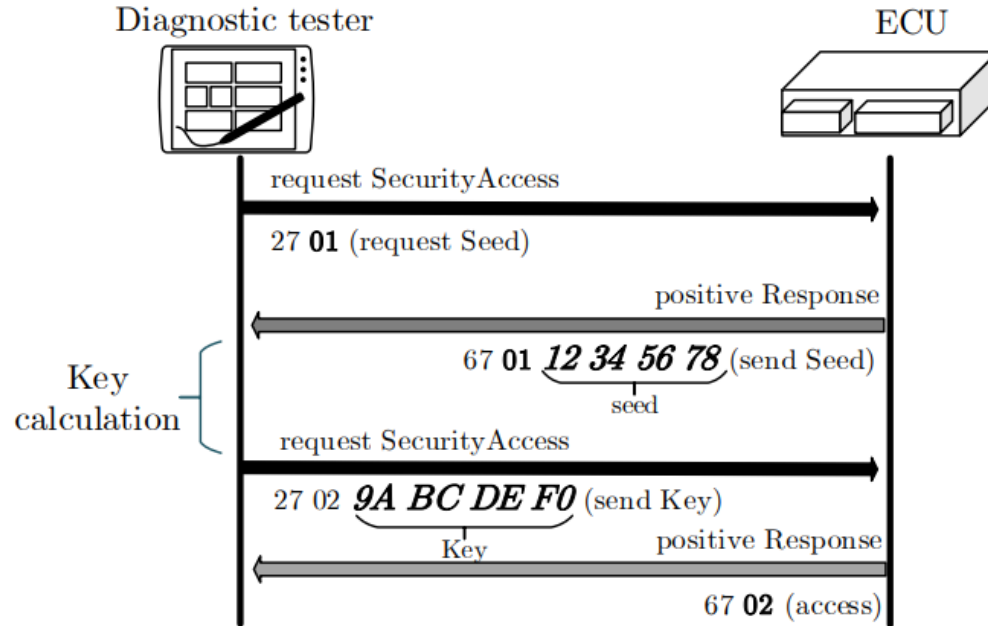 Diagnostic tester
ECU
request SecurityAccess
27 01 (request Seed)
positive Response
67 01 12 34 56 78 (send Seed)
seed
Key
calculation
request SecurityAccess
27 02 9A BC DE F0 (send Key)
Key
positive Response
67 02 (access)